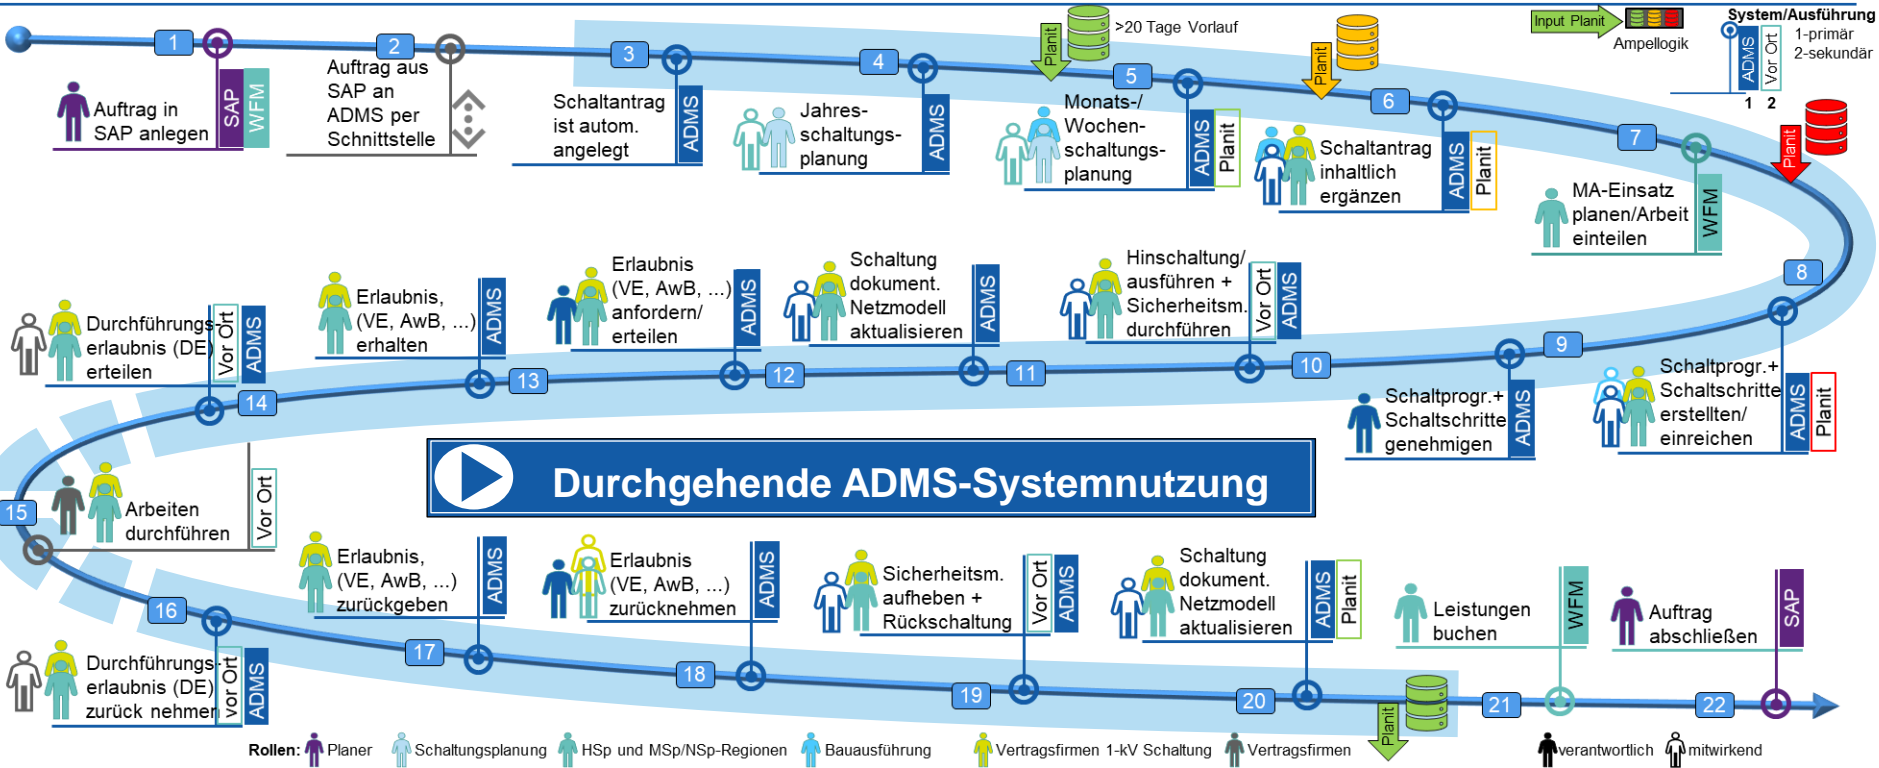 1
Auftrag in
SAP anlegen
SAP
WFM
2
Auftrag aus
SAP an
ADMS per
Schnittstelle
3
Schaltantrag
ist autom.
angelegt
ADMS
4
Jahres-
schaltungs-
planung
ADMS
Planit
>20 Tage Vorlauf
5
Monats-/
Wochen-
schaltungs-
planung
ADMS
Planit
Planit
6
Schaltantrag
inhaltlich
ergänzen
ADMS
Planit
7
MA-Einsatz
planen/Arbeit
einteilen
WFM
Input Planit
Ampellogik
System/Ausführung
1-primär
2-sekundär
ADMS
Vor Ort
1 2
Planit
8
Schaltprogr.+
Schaltschritte
erstellten/
einreichen
ADMS
Planit
9
Schaltprogr.+
Schaltschritte
genehmigen
ADMS
10
Hinschaltung/
ausführen +
Sicherheitsm.
durchführen
Vor Ort
ADMS
11
Schaltung
dokument.
Netzmodell
aktualisieren
ADMS
12
Erlaubnis
(VE, AwB, ...)
anfordern/
erteilen
ADMS
13
Erlaubnis,
(VE, AwB, ...)
erhalten
ADMS
14
Durchführungs-
erlaubnis (DE)
erteilen
Vor Ort
ADMS
Durchgehende ADMS-Systemnutzung
15
Arbeiten
durchführen
Vor Ort
16
Durchführungs-
erlaubnis (DE)
zurück nehmen
vor Ort
ADMS
17
Erlaubnis,
(VE, AwB, ...)
zurückgeben
ADMS
18
Erlaubnis
(VE, AwB, ...)
zurücknehmen
ADMS
19
Sicherheitsm.
aufheben +
Rückschaltung
Vor Ort
ADMS
20
Schaltung
dokument.
Netzmodell
aktualisieren
ADMS
Planit
Planit
21
Leistungen
buchen
WFM
22
Auftrag
abschließen
SAP
Rollen: Planer Schaltungsplanung HSp und MSp/NSp-Regionen Bauausführung Vertragsfirmen 1-kV Schaltung Vertragsfirmen verantwortlich mitwirkend